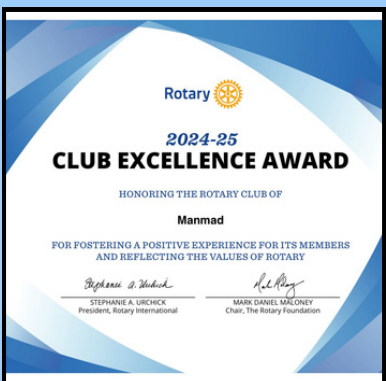 Rotary
2024-25
CLUB EXCELLENCE AWARD
HONORING THE ROTARY CLUB OF
Manmad
FOR FOSTERING A POSITIVE EXPERIENCE FOR ITS MEMBERS
AND REFLECTING THE VALUES OF ROTARY
Stephanie A. Urchick
STEPHANIE A. URCHICK
President, Rotary International
MARK DANIEL MALONEY
Chair, The Rotary Foundation